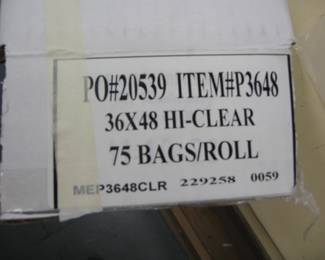 PO#20539 ITEM#P3648
36X48 HI-CLEAR
75 BAGS/ROLL
MEP3648CLR 229258 0059